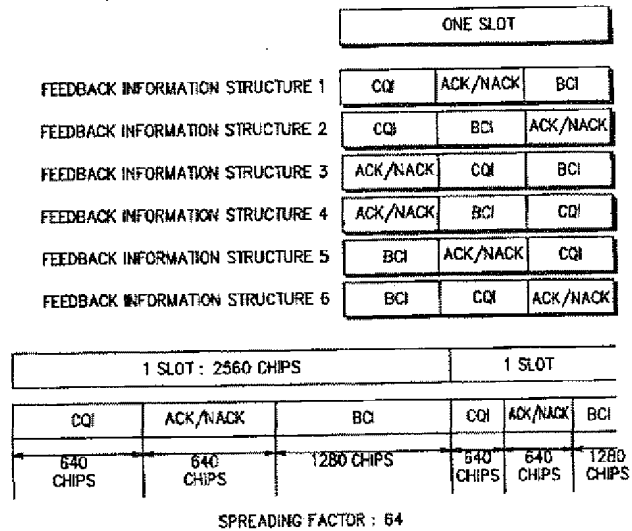 ONE SLOT
FEEDBACK INFORMATION STRUCTURE 1 CQI ACK/NACK BCI
FEEDBACK INFORMATION STRUCTURE 2 CQI BCI ACK/NACK
FEEDBACK INFORMATION STRUCTURE 3 ACK/NACK CQI BCI
FEEDBACK INFORMATION STRUCTURE 4 ACK/NACK BCI CQI
FEEDBACK INFORMATION STRUCTURE 5 BCI ACK/NACK CQI
FEEDBACK INFORMATION STRUCTURE 6 BCI CQI ACK/NACK
1 SLOT : 2560 CHIPS 1 SLOT
CQI ACK/NACK BCI CQI ACK/NACK BCI
640 640 1280 CHIPS 640 640 1280
CHIPS CHIPS CHIPS CHIPS CHIPS
SPREADING FACTOR : 64